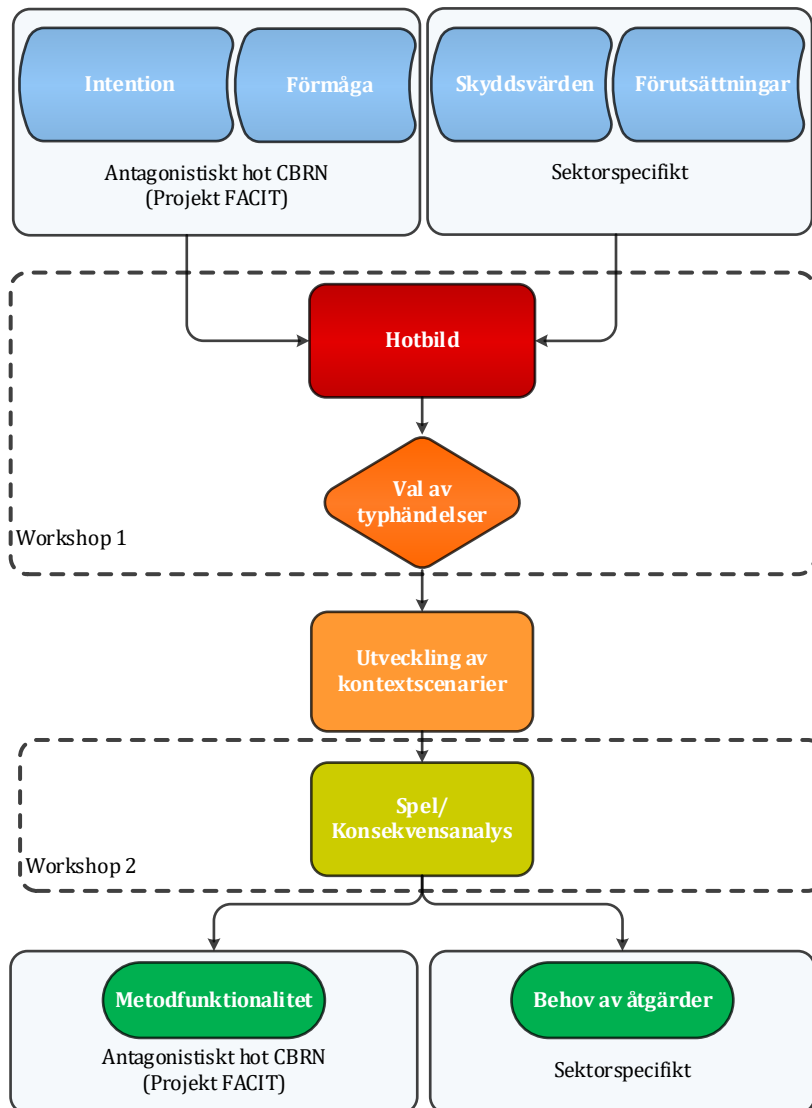 Intention
Förmåga
Antagonistiskt hot CBRN
(Projekt FACIT)
Skyddsvärden
Förutsättningar
Sektorspecifikt
Hotbild
Val av
typhändelser
Workshop 1
Utveckling av
kontextscenarier
Spel/
Konsekvensanalys
Workshop 2
Metodfunktionalitet
Antagonistiskt hot CBRN
(Projekt FACIT)
Behov av åtgärder
Sektorspecifikt